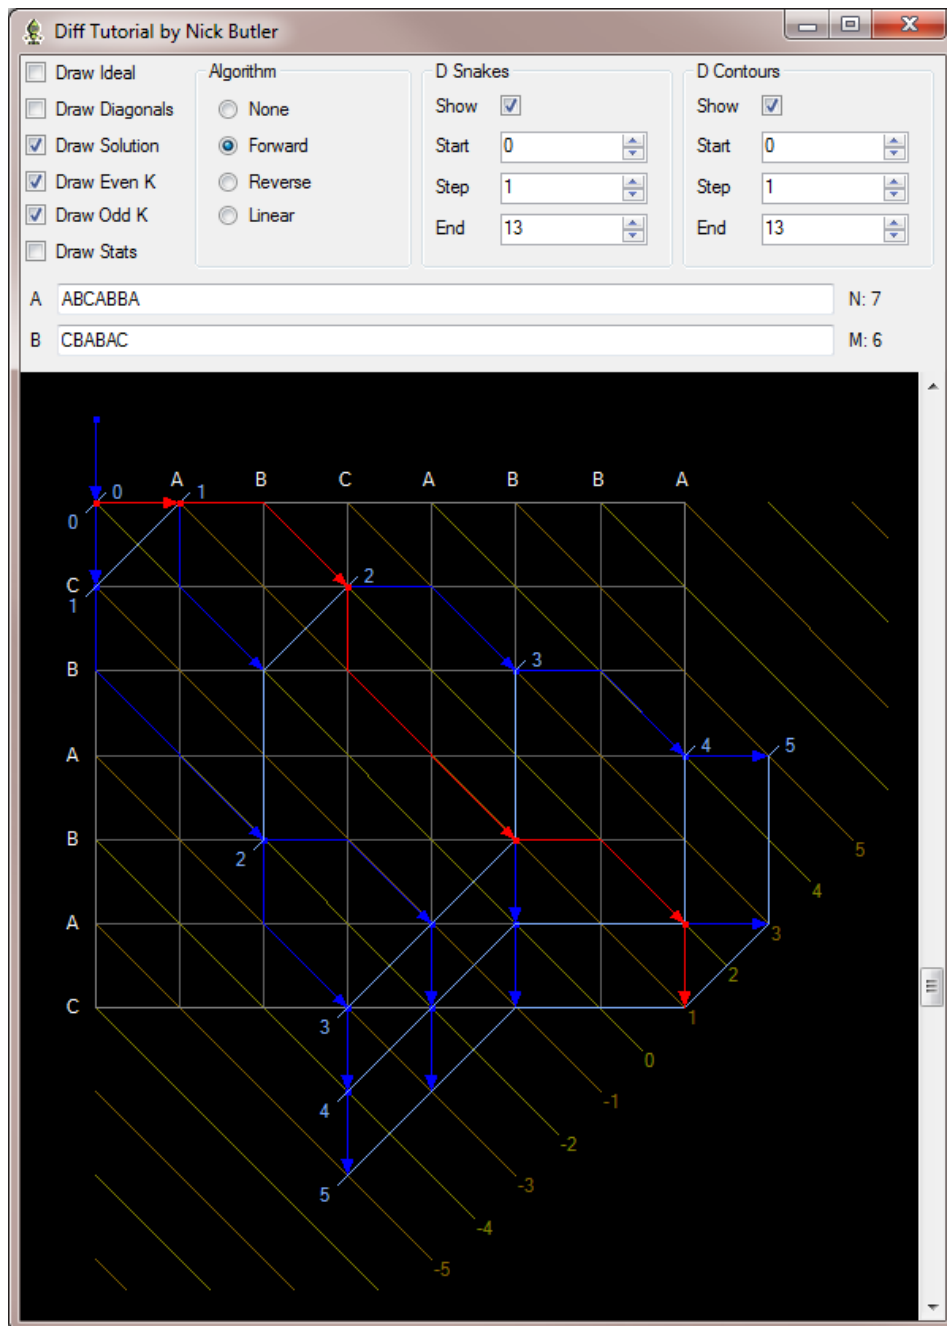 Diff Tutorial by Nick Butler
Draw Ideal
Draw Diagonals
Draw Solution
Draw Even K
Draw Odd K
Draw Stats
Algorithm
None
Forward
Reverse
Linear
D Snakes
Show
Start 0
Step 1
End 13
D Contours
Show
Start 0
Step 1
End 13
A ABCABBA N: 7
B CBABAC M: 6
A B C A B B A
0 1
0
C 2
1
B 3
A 4 5
B 5
2 4
A 3
2
C 1
3 0
-1
4 -2
-3
5 -4
-5